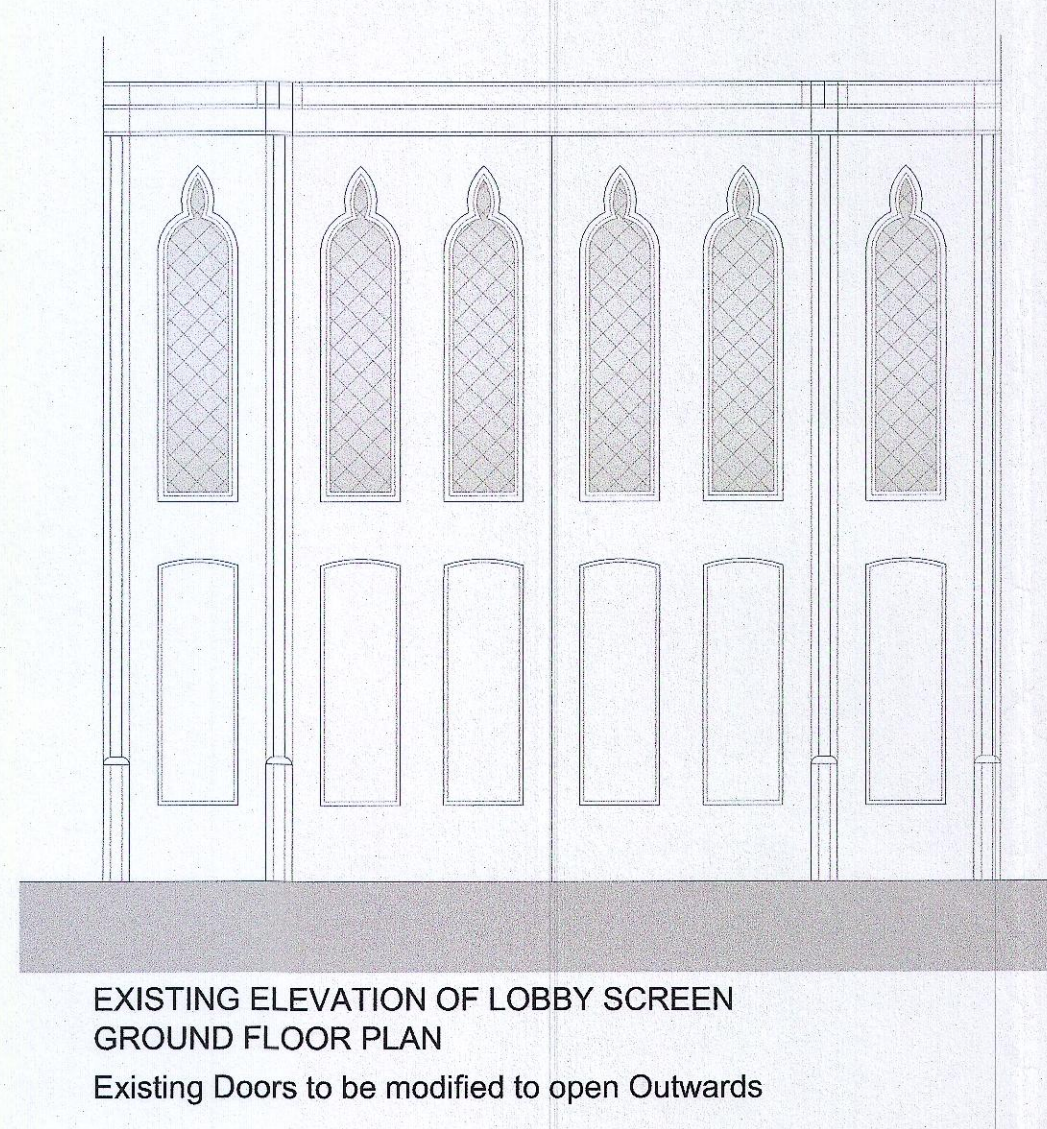 EXISTING ELEVATION OF LOBBY SCREEN
GROUND FLOOR PLAN
Existing Doors to be modified to open Outwards